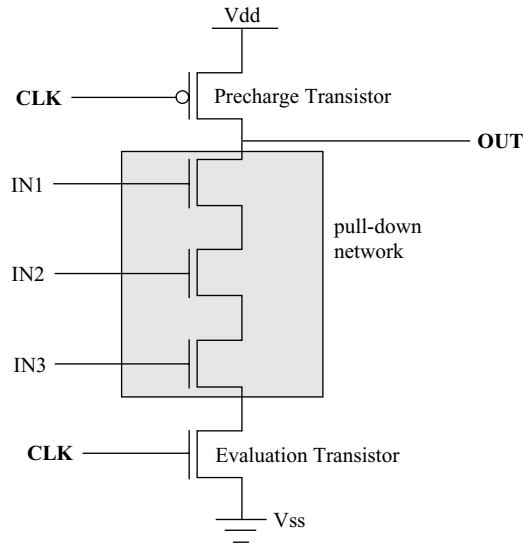 Vdd
CLK
Precharge Transistor
OUT
IN1
pull-down
network
IN2
IN3
CLK
Evaluation Transistor
Vss